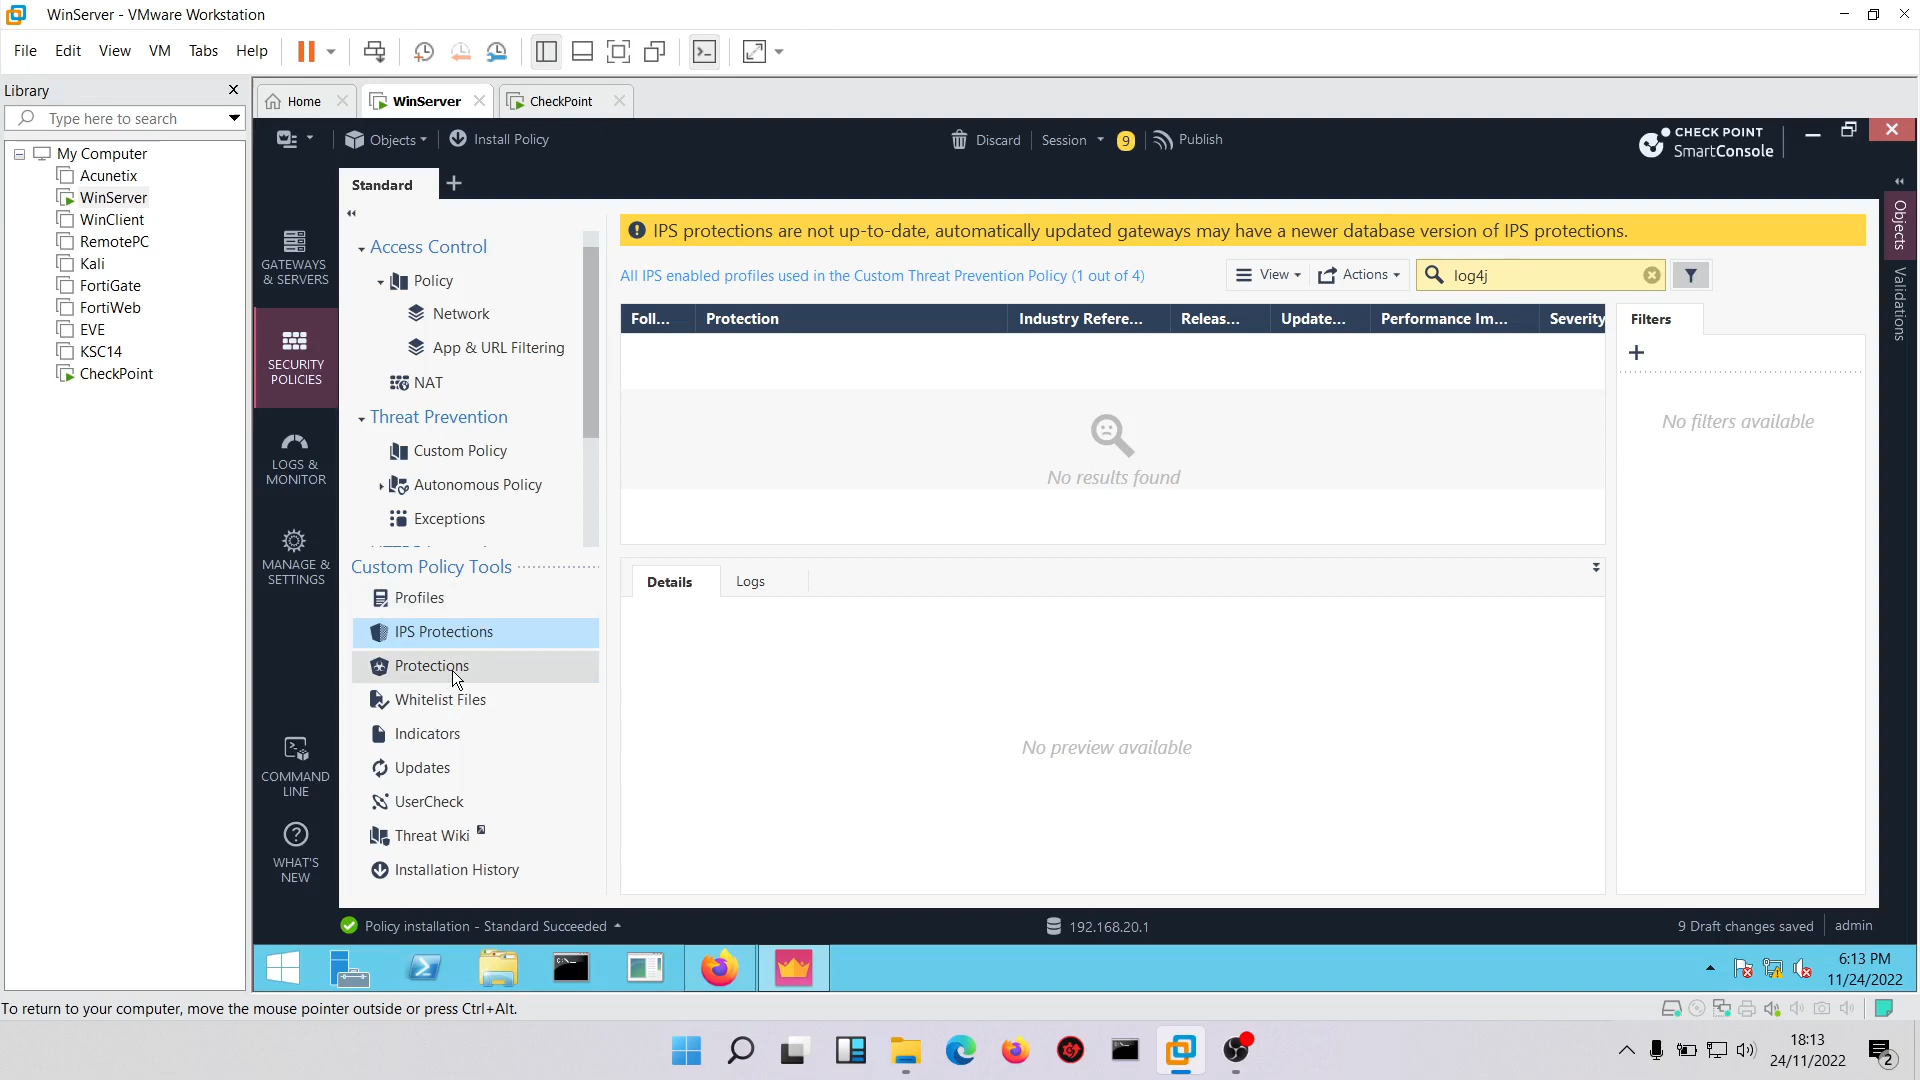 WinServer - VMware Workstation
File Edit View VM Tabs Help
Library
Type here to search
My Computer
Acunetix
WinServer
WinClient
RemotePC
Kali
FortiGate
FortiWeb
EVE
KSC14
CheckPoint
Home
WinServer
CheckPoint
Objects
Install Policy
Discard
Session
9
Publish
CHECK POINT
SmartConsole
Standard
GATEWAYS
& SERVERS
SECURITY
POLICIES
LOGS &
MONITOR
MANAGE &
SETTINGS
COMMAND
LINE
WHAT'S
NEW
Access Control
Policy
Network
App & URL Filtering
NAT
Threat Prevention
Custom Policy
Autonomous Policy
Exceptions
Custom Policy Tools
Profiles
IPS Protections
Protections
Whitelist Files
Indicators
Updates
UserCheck
Threat Wiki
Installation History
IPS protections are not up-to-date, automatically updated gateways may have a newer database version of IPS protections.
All IPS enabled profiles used in the Custom Threat Prevention Policy (1 out of 4)
View
Actions
log4j
Foll... Protection Industry Refere... Releas... Update... Performance Im... Severity
No results found
Details
Logs
No preview available
Filters
No filters available
Objects
Validations
Policy installation - Standard Succeeded
192.168.20.1
9 Draft changes saved
admin
6:13 PM
11/24/2022
To return to your computer, move the mouse pointer outside or press Ctrl+Alt.
18:13
24/11/2022
2